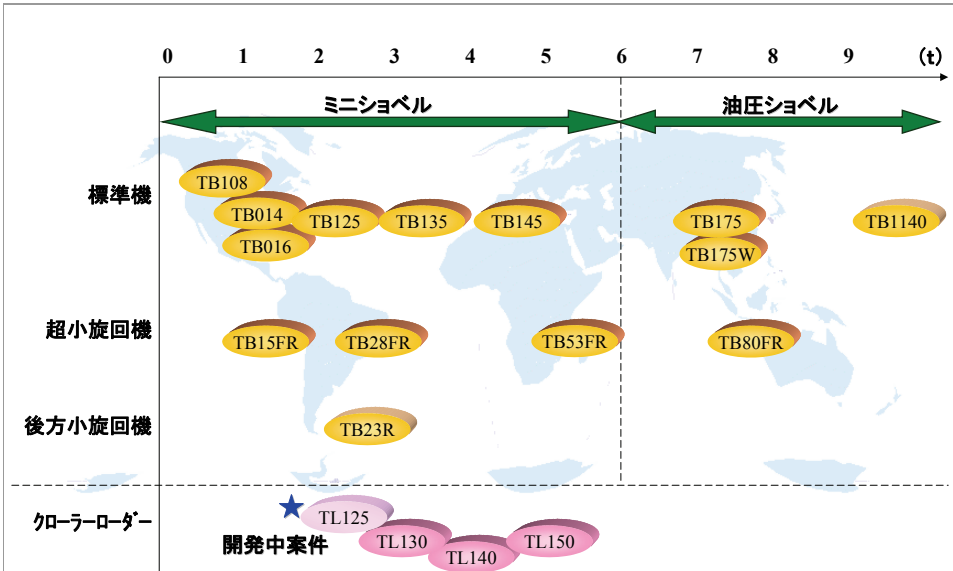 0 1 2 3 4 5 6 7 8 9 (t)
ミニショベル 油圧ショベル
標準機
TB108
TB014 TB125 TB135 TB145 TB175 TB1140
TB016 TB175W
超小旋回機 TB15FR TB28FR TB53FR TB80FR
後方小旋回機 TB23R
クローラーローダー
★ TL125
開発中案件 TL130 TL140 TL150